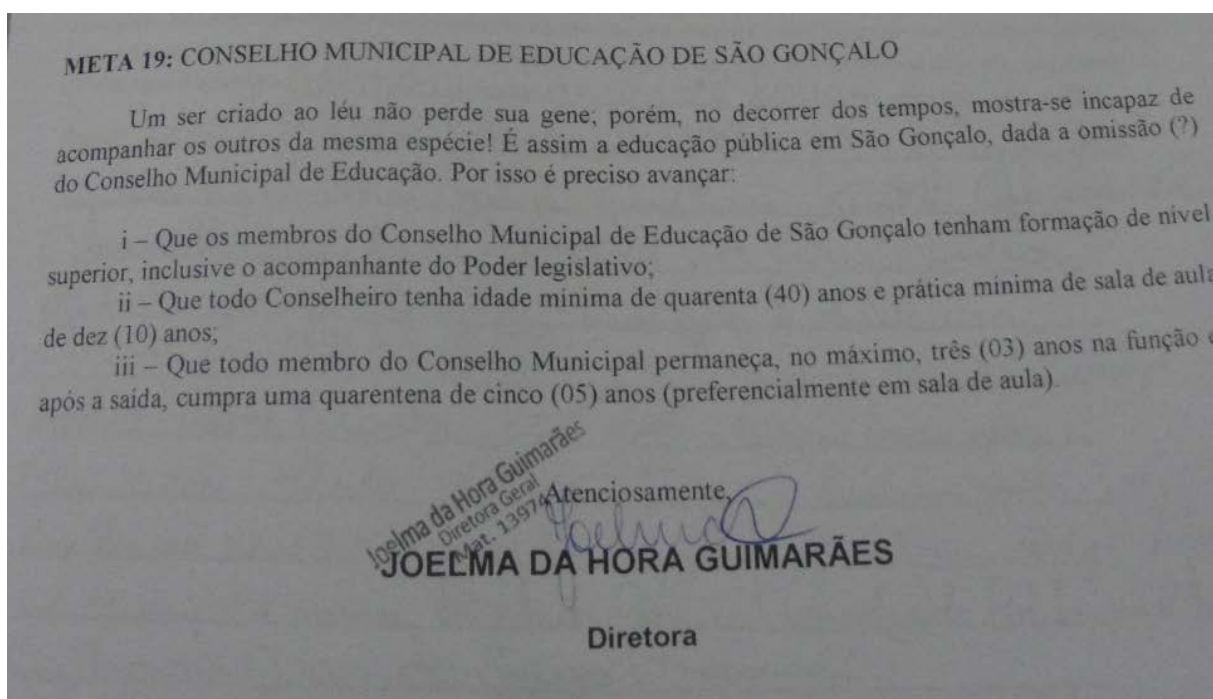 META 19: CONSELHO MUNICIPAL DE EDUCAÇÃO DE SÃO GONÇALO
Um ser criado ao léu não perde sua gene; porém, no decorrer dos tempos, mostra-se incapaz de
acompanhar os outros da mesma espécie! É assim a educação pública em São Gonçalo, dada a omissão (?)
do Conselho Municipal de Educação. Por isso é preciso avançar:
i – Que os membros do Conselho Municipal de Educação de São Gonçalo tenham formação de nível
superior, inclusive o acompanhante do Poder legislativo;
ii – Que todo Conselheiro tenha idade mínima de quarenta (40) anos e prática mínima de sala de aula
de dez (10) anos;
iii – Que todo membro do Conselho Municipal permaneça, no máximo, três (03) anos na função e
após a saída, cumpra uma quarentena de cinco (05) anos (preferencialmente em sala de aula).
Joelma da Hora Guimarães
Diretora Geral
Mat. 13974
Atenciosamente,
Joelma
JOELMA DA HORA GUIMARÃES
Diretora